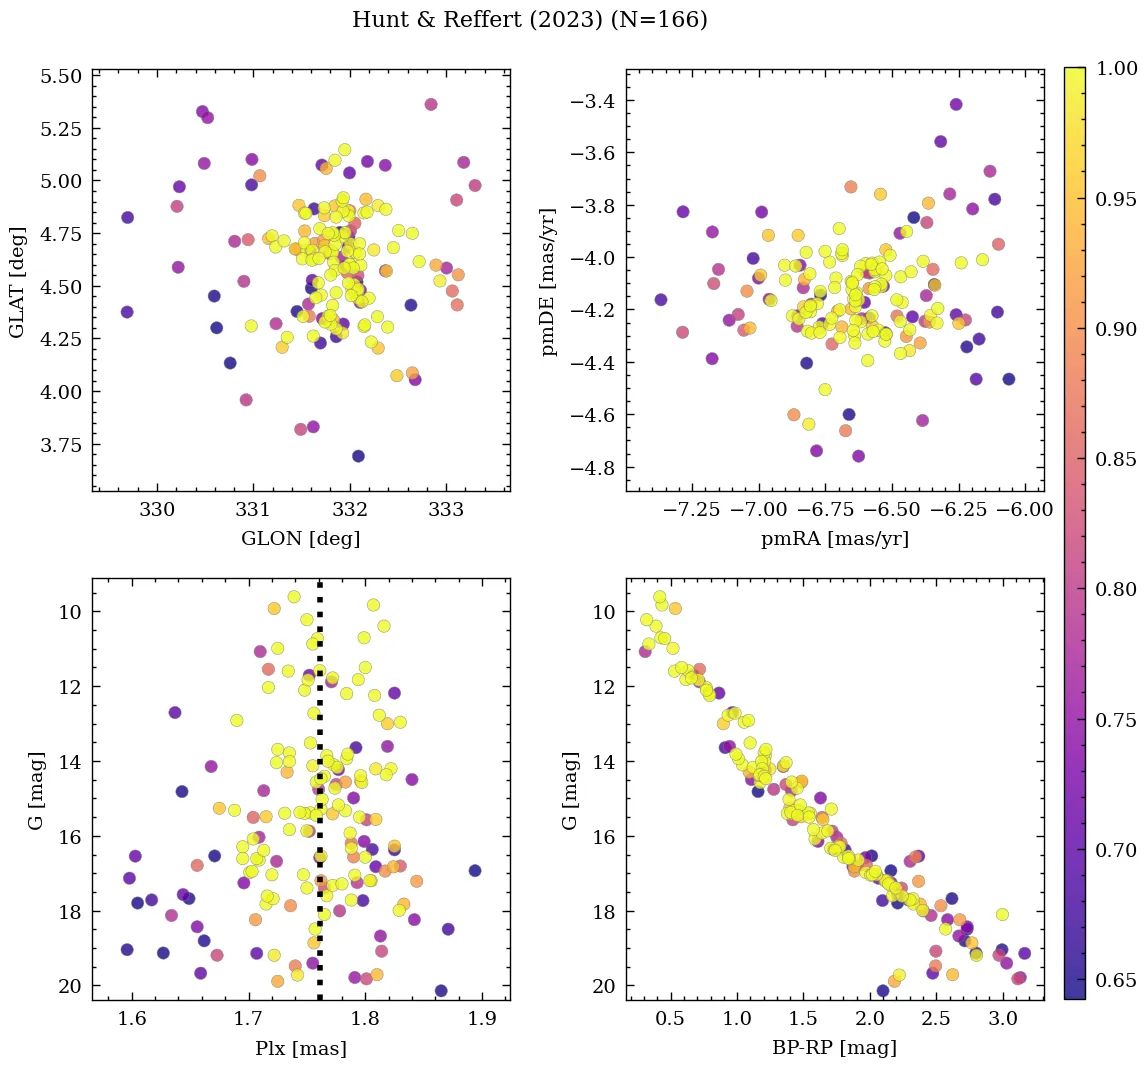 Hunt & Reffert (2023) (N=166)
5.50
5.25
5.00
4.75
4.50
4.25
4.00
3.75
GLAT [deg]
330 331 332 333
GLON [deg]
−3.4
−3.6
−3.8
−4.0
−4.2
−4.4
−4.6
−4.8
pmDE [mas/yr]
−7.25 −7.00 −6.75 −6.50 −6.25 −6.00
pmRA [mas/yr]
10
12
14
16
18
20
G [mag]
1.6 1.7 1.8 1.9
Plx [mas]
10
12
14
16
18
20
G [mag]
0.5 1.0 1.5 2.0 2.5 3.0
BP-RP [mag]
1.00
0.95
0.90
0.85
0.80
0.75
0.70
0.65